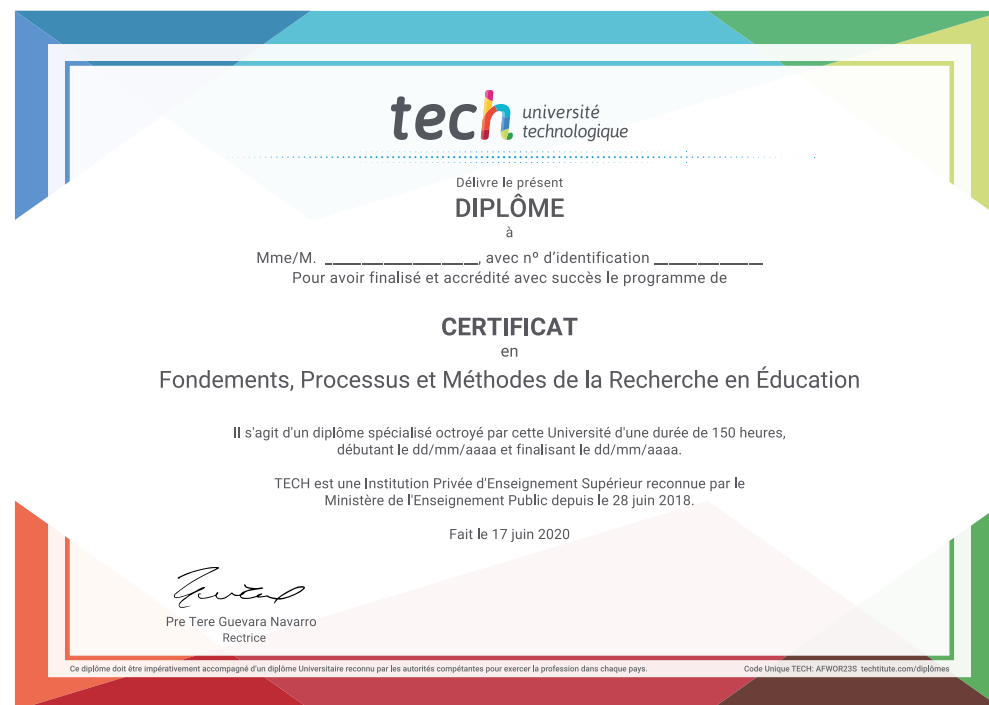 tech université
technologique
Délivre le présent
DIPLÔME
à
Mme/M. __________________, avec nº d'identification _____________
Pour avoir finalisé et accrédité avec succès le programme de
CERTIFICAT
en
Fondements, Processus et Méthodes de la Recherche en Éducation
Il s'agit d'un diplôme spécialisé octroyé par cette Université d'une durée de 150 heures,
débutant le dd/mm/aaaa et finalisant le dd/mm/aaaa.
TECH est une Institution Privée d'Enseignement Supérieur reconnue par le
Ministère de l'Enseignement Public depuis le 28 juin 2018.
Fait le 17 juin 2020
Pre Tere Guevara Navarro
Rectrice
Ce diplôme doit être impérativement accompagné d'un diplôme Universitaire reconnu par les autorités compétantes pour exercer la profession dans chaque pays.
Code Unique TECH: AFWOR23S techtitute.com/diplômes